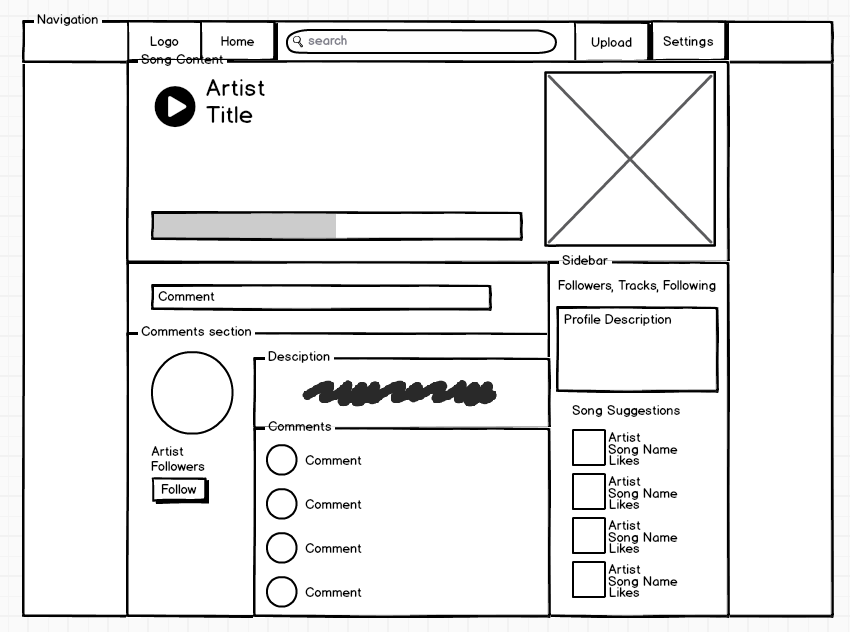 Navigation
Logo
Home
search
Upload
Settings
Song Content
Artist
Title
Sidebar
Followers, Tracks, Following
Comment
Profile Description
Comments section
Desciption
Song Suggestions
Comments
Artist
Followers
Follow
Comment
Comment
Comment
Comment
Artist
Song Name
Likes
Artist
Song Name
Likes
Artist
Song Name
Likes
Artist
Song Name
Likes